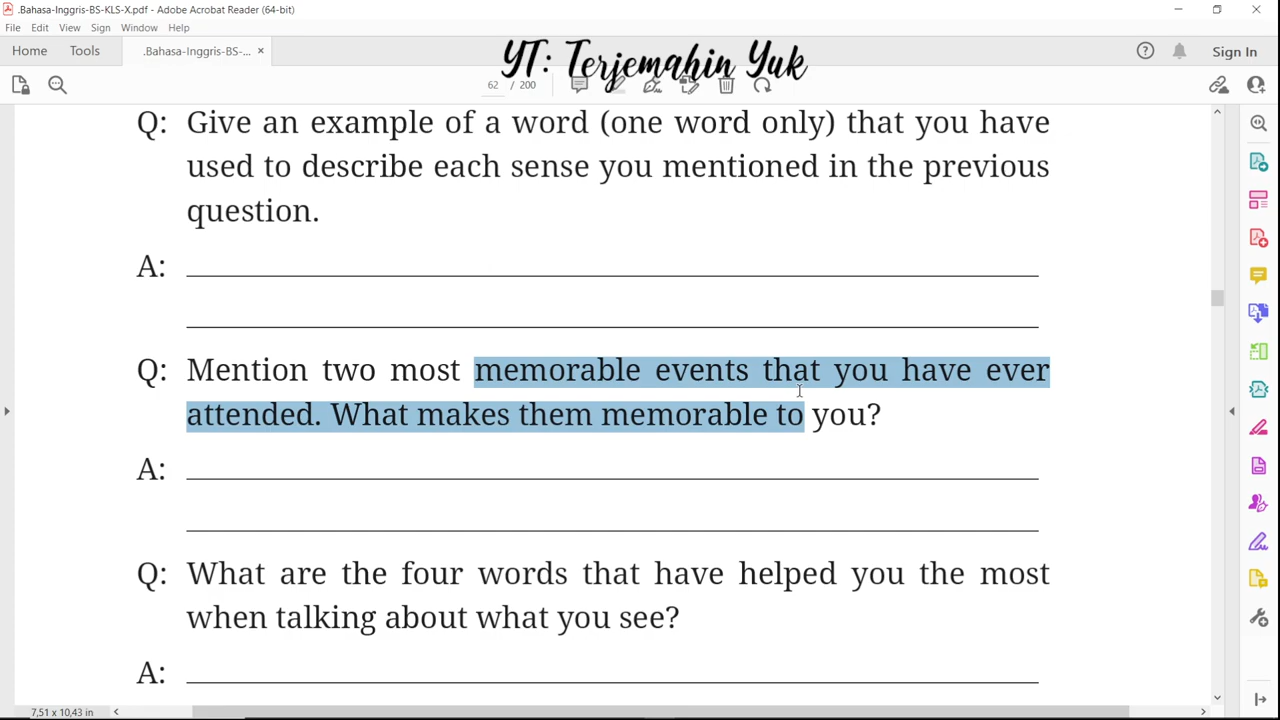 .Bahasa-Inggris-BS-KLS-X.pdf - Adobe Acrobat Reader (64-bit)
File Edit View Sign Window Help
Home Tools .Bahasa-Inggris-BS-... × Sign In
YT: Terjemahin Yuk
62 / 200
Q: Give an example of a word (one word only) that you have
used to describe each sense you mentioned in the previous
question.
A:
Q: Mention two most memorable events that you have ever
attended. What makes them memorable to you?
A:
Q: What are the four words that have helped you the most
when talking about what you see?
A:
7,51 x 10,43 in